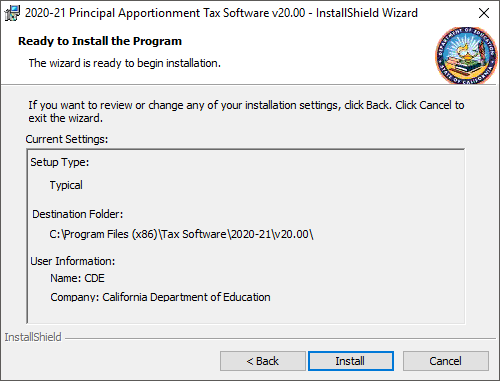 2020-21 Principal Apportionment Tax Software v20.00 - InstallShield Wizard
Ready to Install the Program
The wizard is ready to begin installation.
DEPARTMENT OF EDUCATION
STATE OF CALIFORNIA
If you want to review or change any of your installation settings, click Back. Click Cancel to
exit the wizard.
Current Settings:
Setup Type:
Typical
Destination Folder:
C:\Program Files (x86)\Tax Software\2020-21\v20.00\
User Information:
Name: CDE
Company: California Department of Education
InstallShield
< Back
Install
Cancel